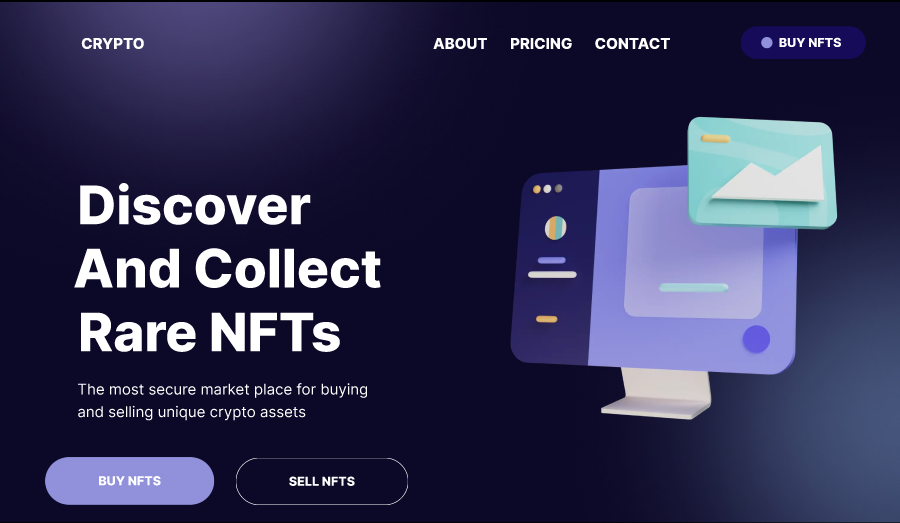 CRYPTO
ABOUT PRICING CONTACT
BUY NFTS
Discover
And Collect
Rare NFTs
The most secure market place for buying
and selling unique crypto assets
BUY NFTS
SELL NFTS